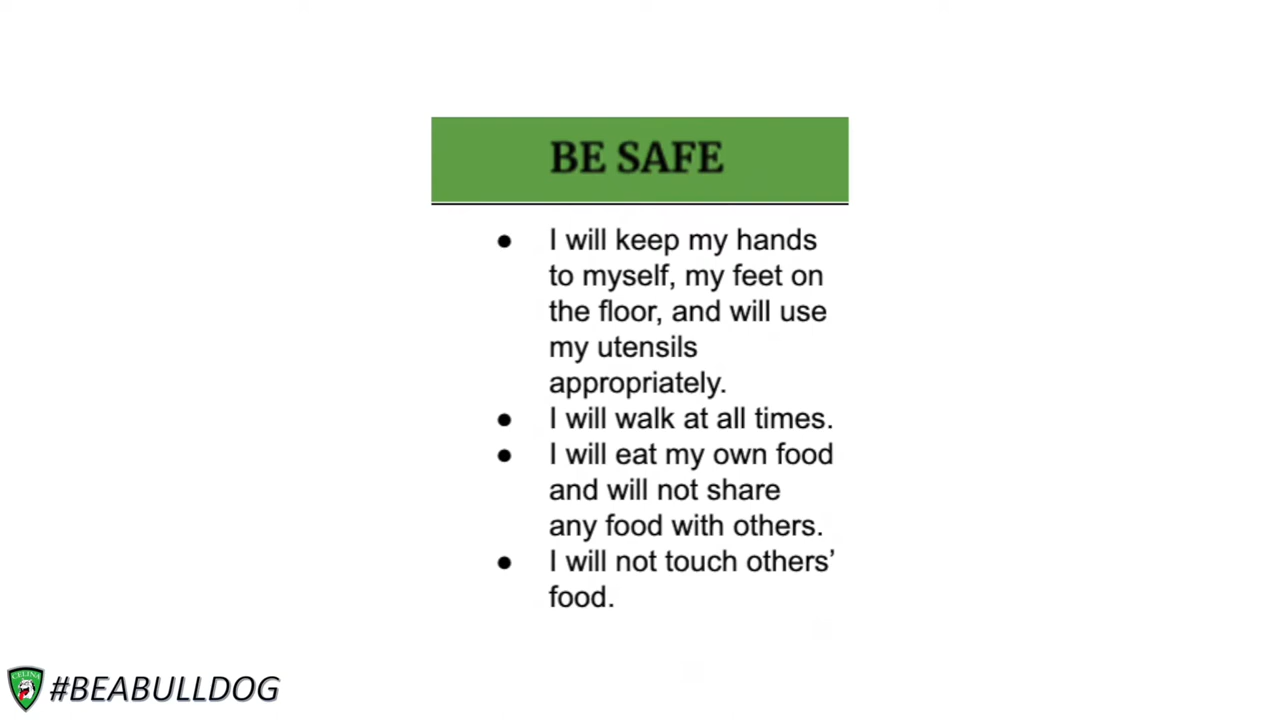 BE SAFE
● I will keep my hands
to myself, my feet on
the floor, and will use
my utensils
appropriately.
● I will walk at all times.
● I will eat my own food
and will not share
any food with others.
● I will not touch others’
food.
CELINA
#BEABULLDOG